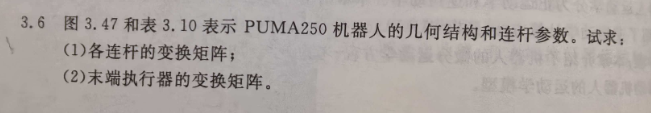 3.6 图 3.47 和表 3.10 表示 PUMA250 机器人的几何结构和连杆参数。试求：
(1)各连杆的变换矩阵；
(2)末端执行器的变换矩阵。